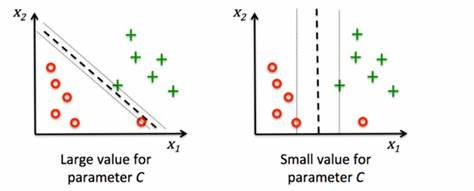 x2
x1
Large value for
parameter C
x2
x1
Small value for
parameter C